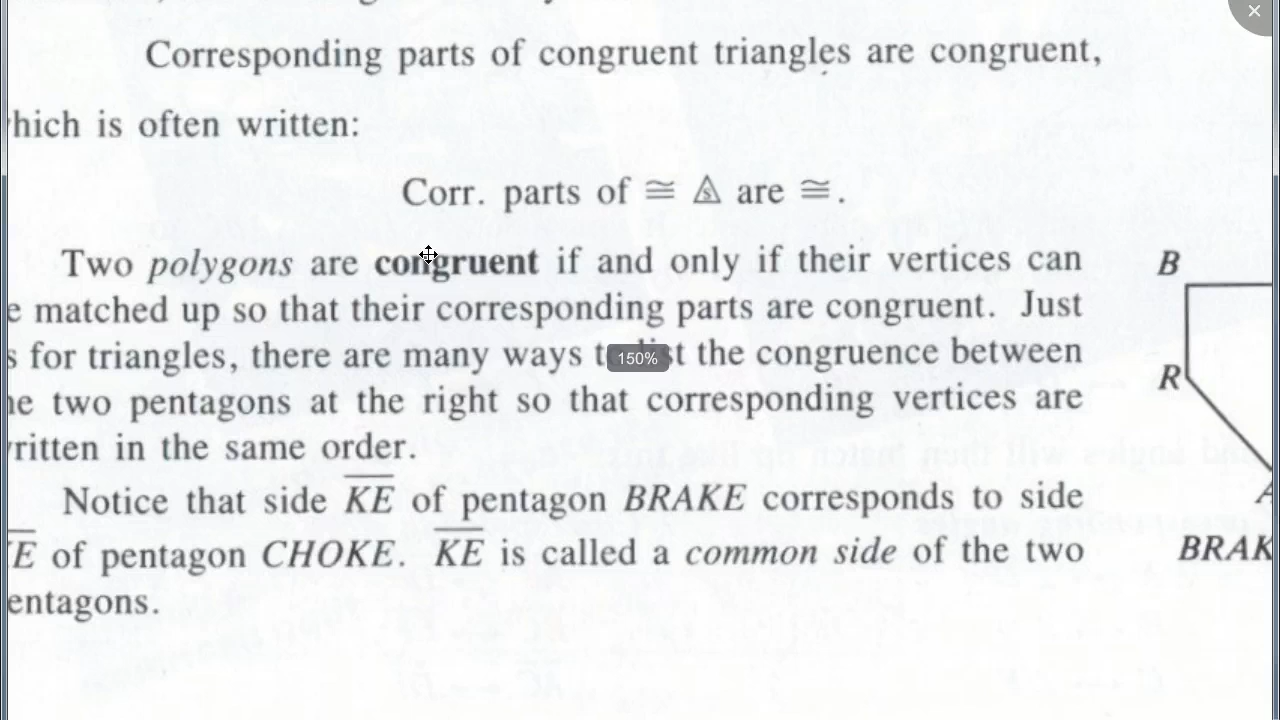 Corresponding parts of congruent triangles are congruent,
hich is often written:
Corr. parts of ≅ △s are ≅.
Two polygons are congruent if and only if their vertices can
e matched up so that their corresponding parts are congruent. Just
s for triangles, there are many ways to list the congruence between
he two pentagons at the right so that corresponding vertices are
ritten in the same order.
Notice that side KE of pentagon BRAKE corresponds to side
KE of pentagon CHOKE. KE is called a common side of the two
entagons.
B
R
A
BRAK
150%